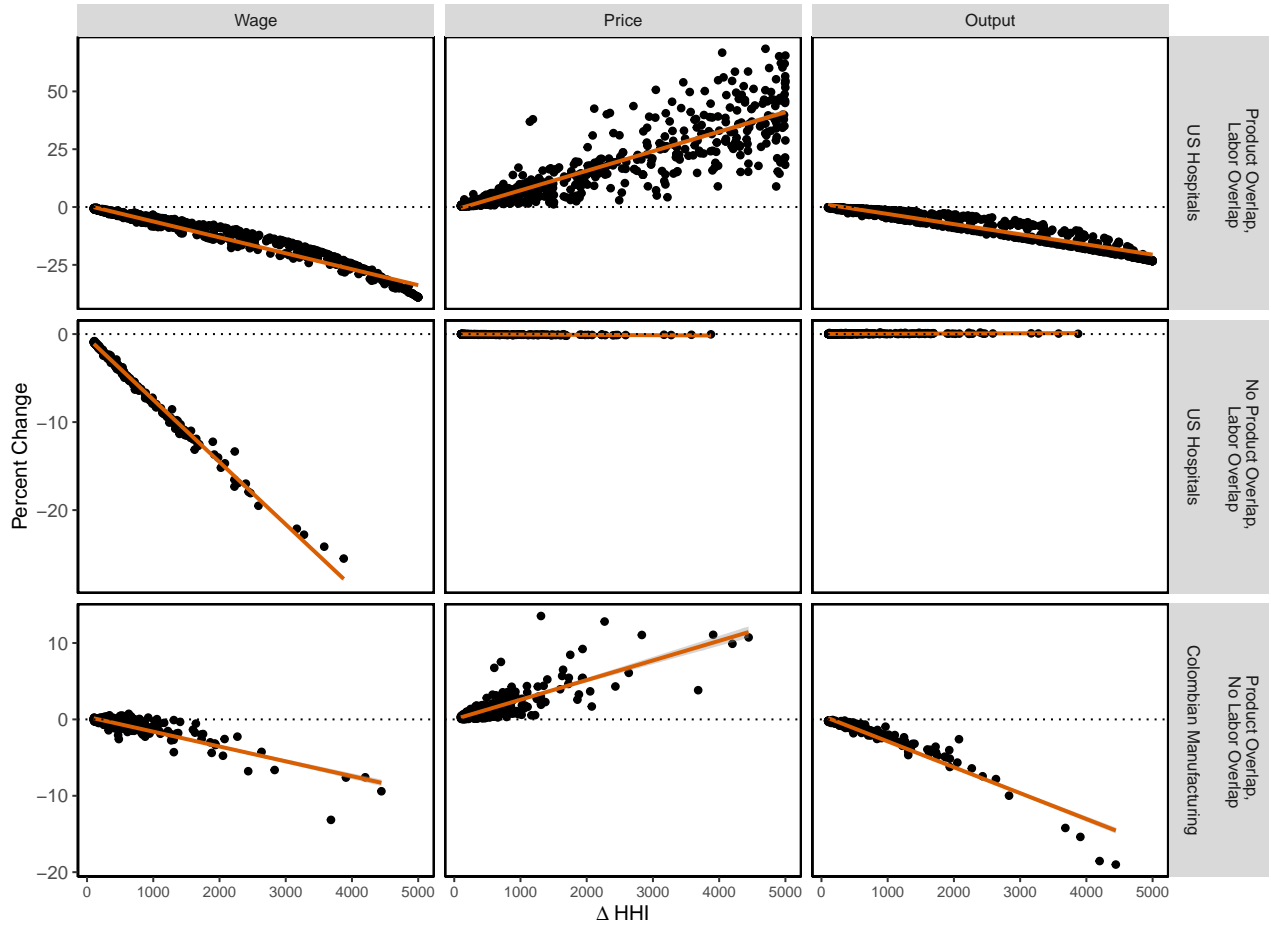 Wage
Price
Output
Percent Change
50
25
0
−25
Product Overlap,
Labor Overlap
US Hospitals
0
−10
−20
No Product Overlap,
Labor Overlap
US Hospitals
10
0
−10
−20
Product Overlap,
No Labor Overlap
Colombian Manufacturing
0 1000 2000 3000 4000 5000
0 1000 2000 3000 4000 5000
0 1000 2000 3000 4000 5000
Δ HHI